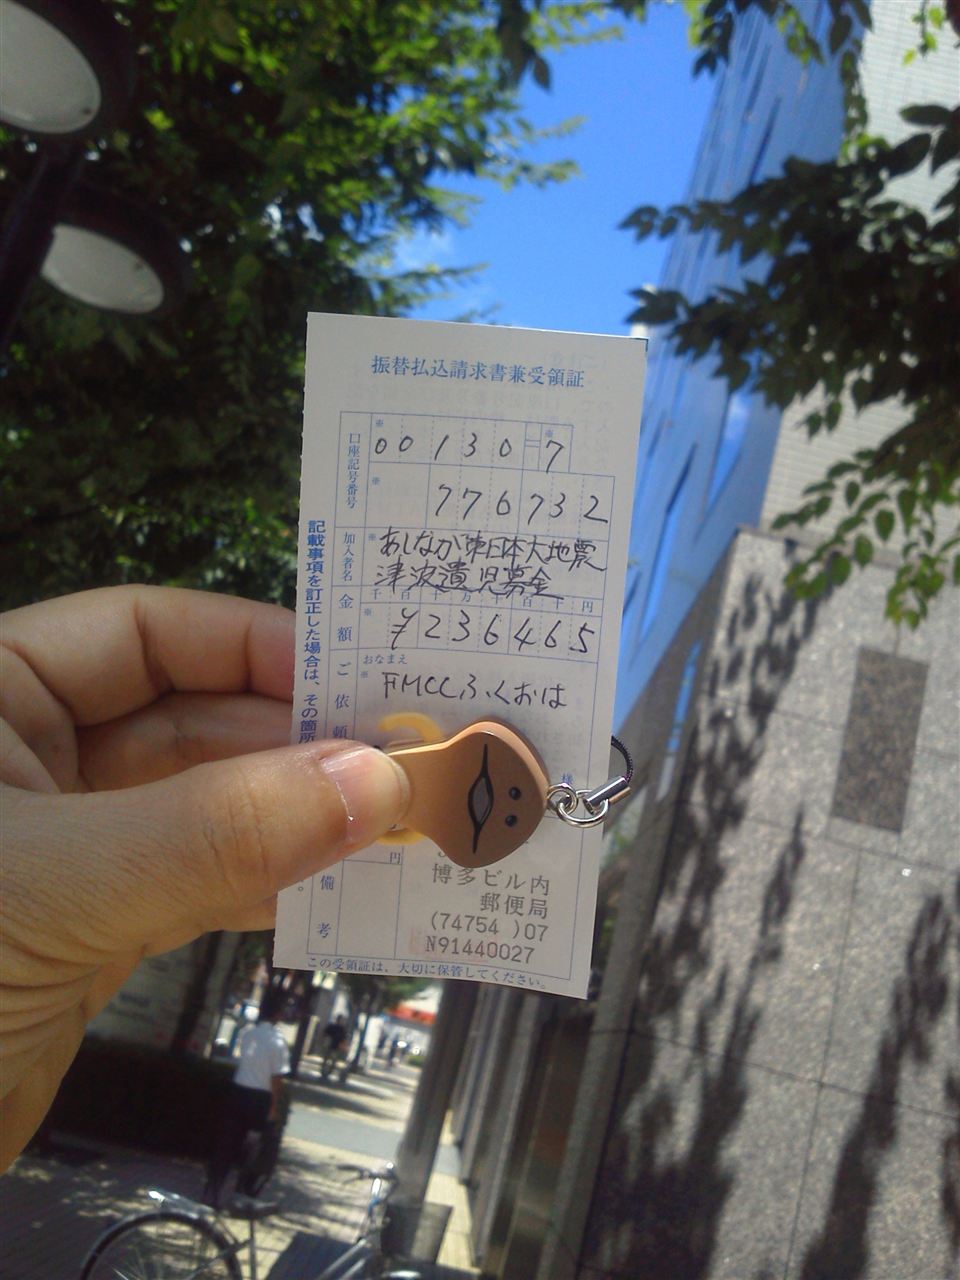 振替払込請求書兼受領証
口座記号番号
※ ※
00130-7
※
776732
加入者名
※
あしなが東日本大地震
津波遺児募金
金額
千百十万千百十円
※
¥236465
ご依頼
おなまえ
※
FMCCふくおは
様
円
備考
博多ビル内
郵便局
(74754 )07
N91440027
この受領証は、大切に保管してください。
記載事項を訂正した場合は、その箇所
。